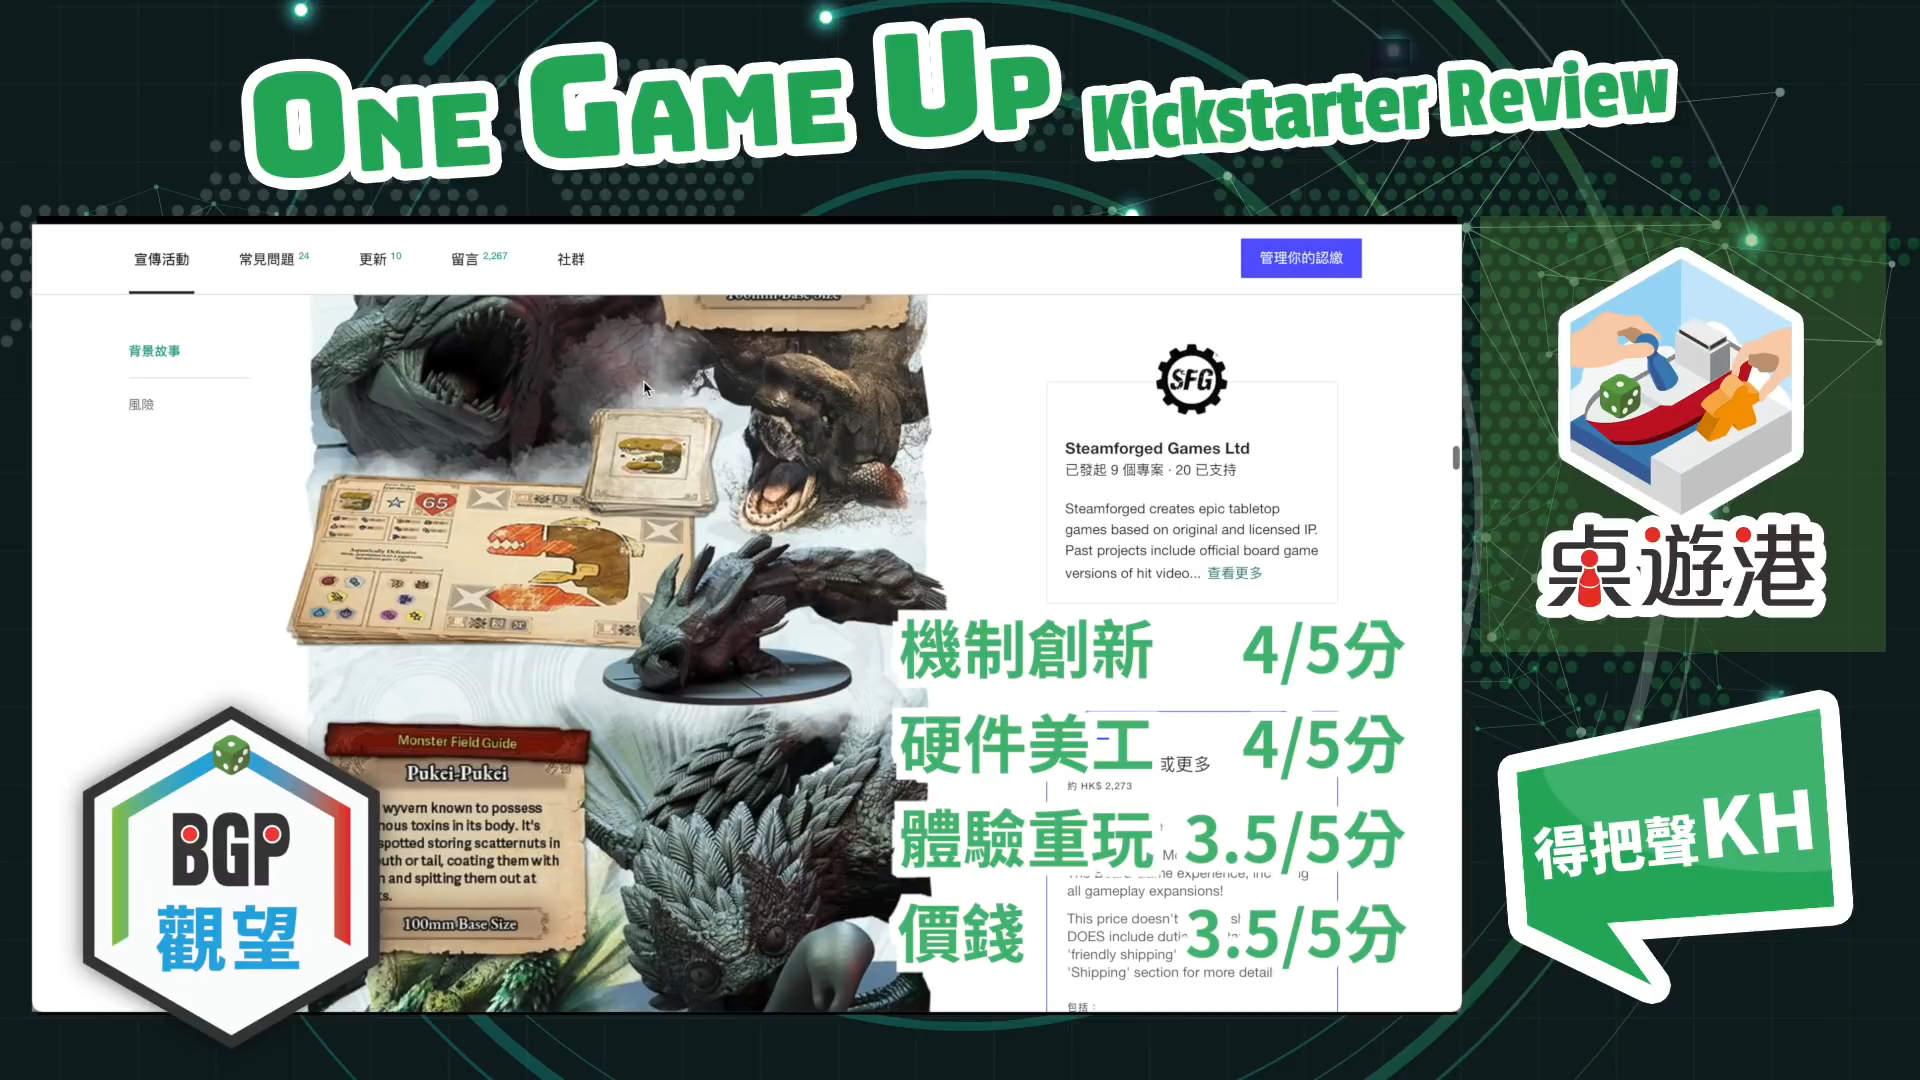 ONE GAME UP Kickstarter Review
宣傳活動
常見問題 24
更新 10
留言 2,267
社群
管理你的認繳
背景故事
風險
100mm Base Size
65
SFG
Steamforged Games Ltd
已發起 9 個專案 · 20 已支持
Steamforged creates epic tabletop
games based on original and licensed IP.
Past projects include official board game
versions of hit video... 查看更多
桌遊港
機制創新 4/5分
硬件美工 4/5分
或更多
約 HK$ 2,273
體驗重玩 3.5/5分
all gameplay expansions!
價錢 3.5/5分
This price doesn't
DOES include
'friendly shipping'
'Shipping' section for more detail
包括：
Monster Field Guide
Pukei-Pukei
wyvern known to possess
in its body. It's
spotted storing scatternuts in
or tail, coating them with
and spitting them out at
100mm Base Size
BGP
觀望
得把聲KH